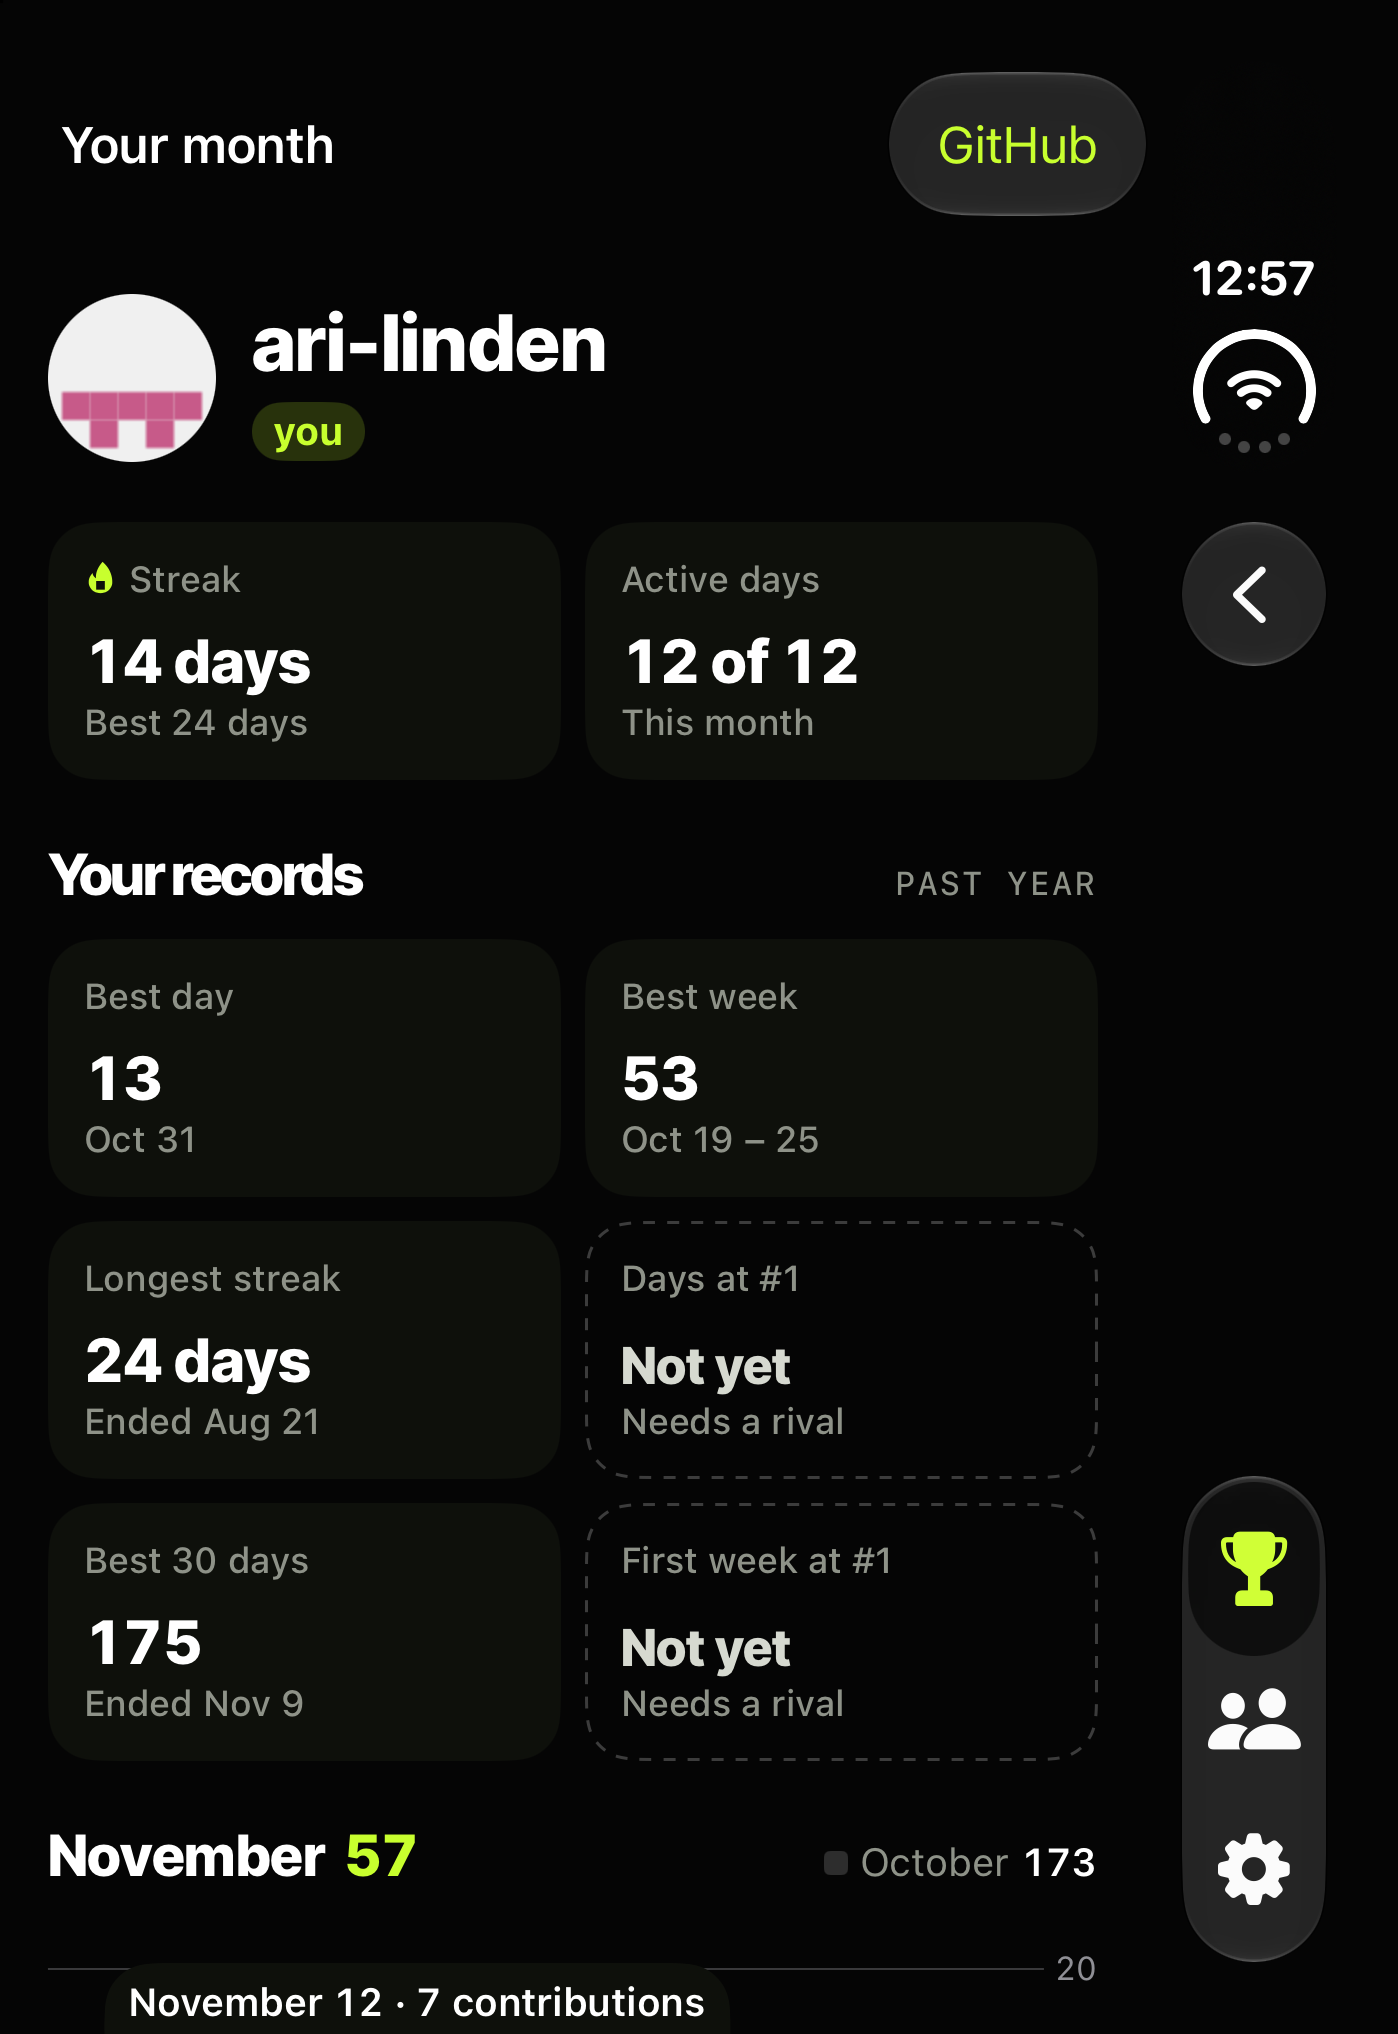 Your month
GitHub
12:57
ari-linden
you
Streak
14 days
Best 24 days
Active days
12 of 12
This month
Your records
PAST YEAR
Best day
13
Oct 31
Best week
53
Oct 19 – 25
Longest streak
24 days
Ended Aug 21
Days at #1
Not yet
Needs a rival
Best 30 days
175
Ended Nov 9
First week at #1
Not yet
Needs a rival
November 57
October 173
20
November 12 · 7 contributions